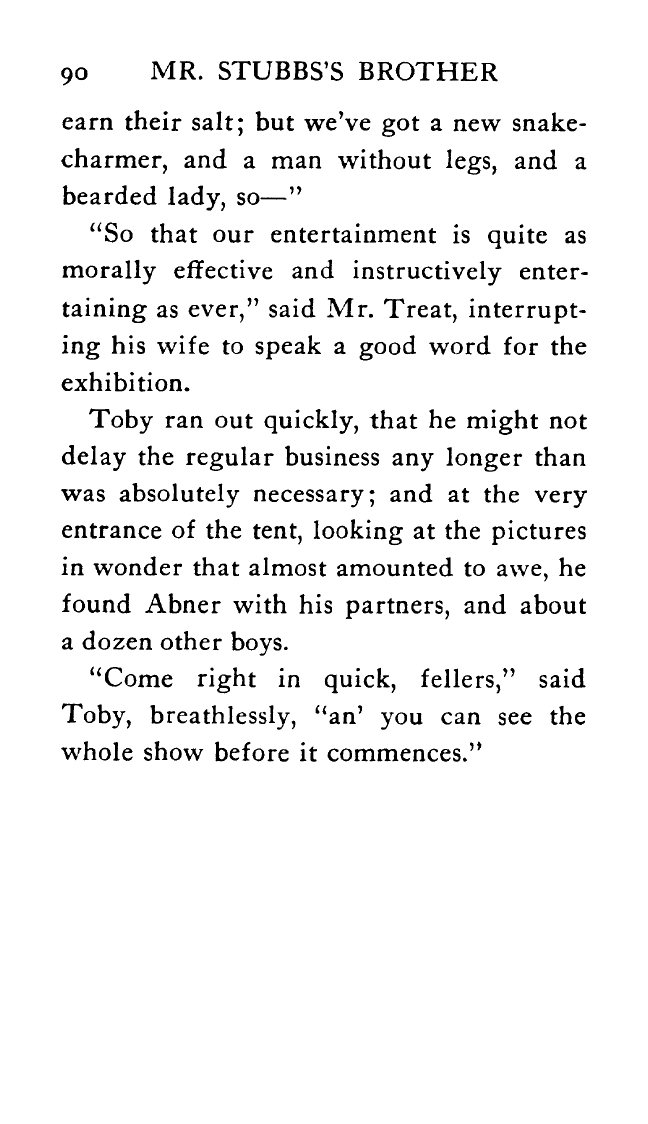 90 MR. STUBBS'S BROTHER
earn their salt; but we've got a new snake-
charmer, and a man without legs, and a
bearded lady, so—"
"So that our entertainment is quite as
morally effective and instructively enter-
taining as ever," said Mr. Treat, interrupt-
ing his wife to speak a good word for the
exhibition.
Toby ran out quickly, that he might not
delay the regular business any longer than
was absolutely necessary; and at the very
entrance of the tent, looking at the pictures
in wonder that almost amounted to awe, he
found Abner with his partners, and about
a dozen other boys.
"Come right in quick, fellers," said
Toby, breathlessly, "an' you can see the
whole show before it commences."